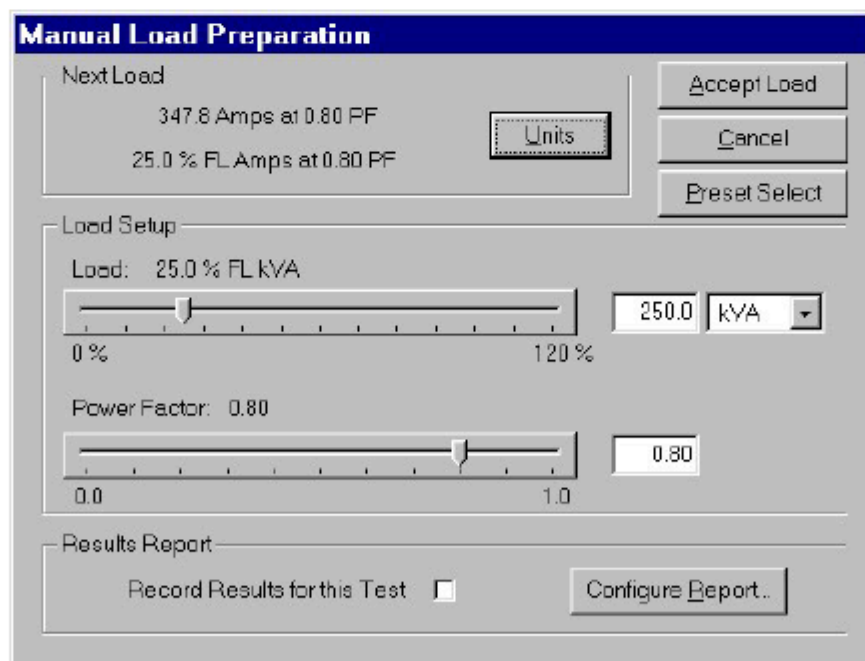 Manual Load Preparation
Next Load
347.8 Amps at 0.80 PF
25.0 % FL Amps at 0.80 PF
Units
Accept Load
Cancel
Preset Select
Load Setup
Load: 25.0 % FL kVA
250.0 kVA
0 % 120 %
Power Factor: 0.80
0.80
0.0 1.0
Results Report
Record Results for this Test
Configure Report..